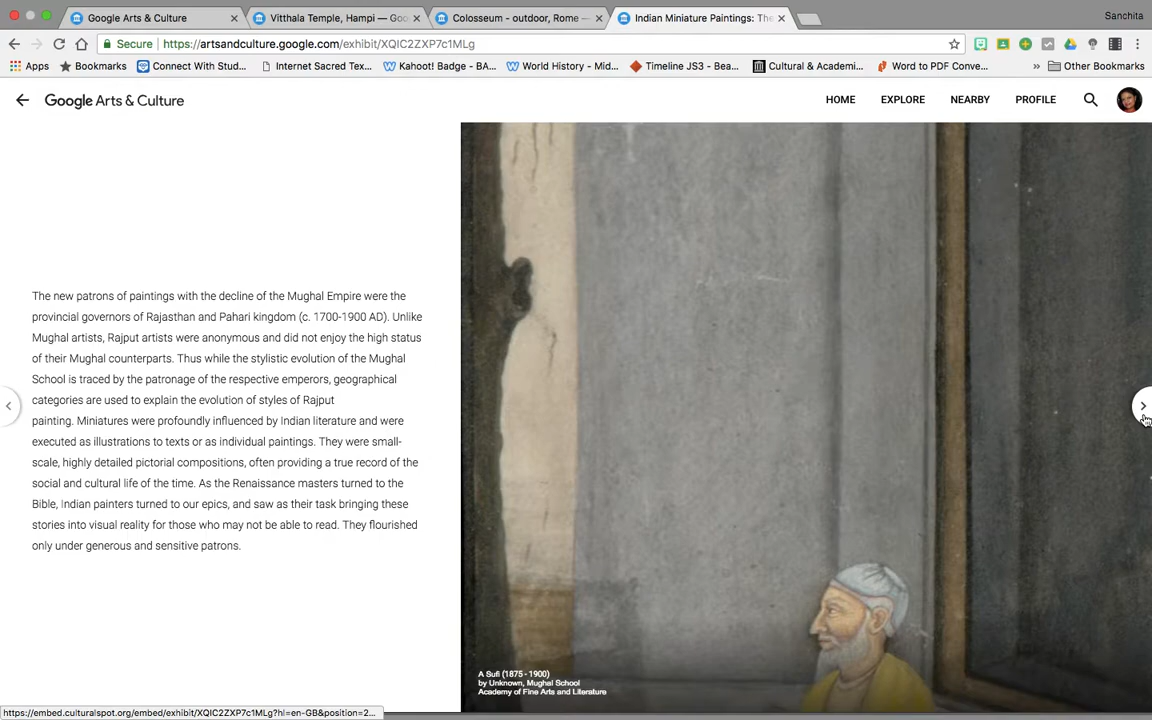 Google Arts & Culture
Vitthala Temple, Hampi — Goo
Colosseum - outdoor, Rome —
Indian Miniature Paintings: The
Sanchita
Secure
https://artsandculture.google.com/exhibit/XQIC2ZXP7c1MLg
Apps
Bookmarks
Connect With Stud...
Internet Sacred Tex...
Kahoot! Badge - BA...
World History - Mid...
Timeline JS3 - Bea...
Cultural & Academi...
Word to PDF Conve...
»
Other Bookmarks
Google Arts & Culture
HOME
EXPLORE
NEARBY
PROFILE
The new patrons of paintings with the decline of the Mughal Empire were the
provincial governors of Rajasthan and Pahari kingdom (c. 1700-1900 AD). Unlike
Mughal artists, Rajput artists were anonymous and did not enjoy the high status
of their Mughal counterparts. Thus while the stylistic evolution of the Mughal
School is traced by the patronage of the respective emperors, geographical
categories are used to explain the evolution of styles of Rajput
painting. Miniatures were profoundly influenced by Indian literature and were
executed as illustrations to texts or as individual paintings. They were small-
scale, highly detailed pictorial compositions, often providing a true record of the
social and cultural life of the time. As the Renaissance masters turned to the
Bible, Indian painters turned to our epics, and saw as their task bringing these
stories into visual reality for those who may not be able to read. They flourished
only under generous and sensitive patrons.
A Sufi (1875 - 1900)
by Unknown, Mughal School
Academy of Fine Arts and Literature
https://embed.culturalspot.org/embed/exhibit/XQIC2ZXP7c1MLg?hl=en-GB&position=2...